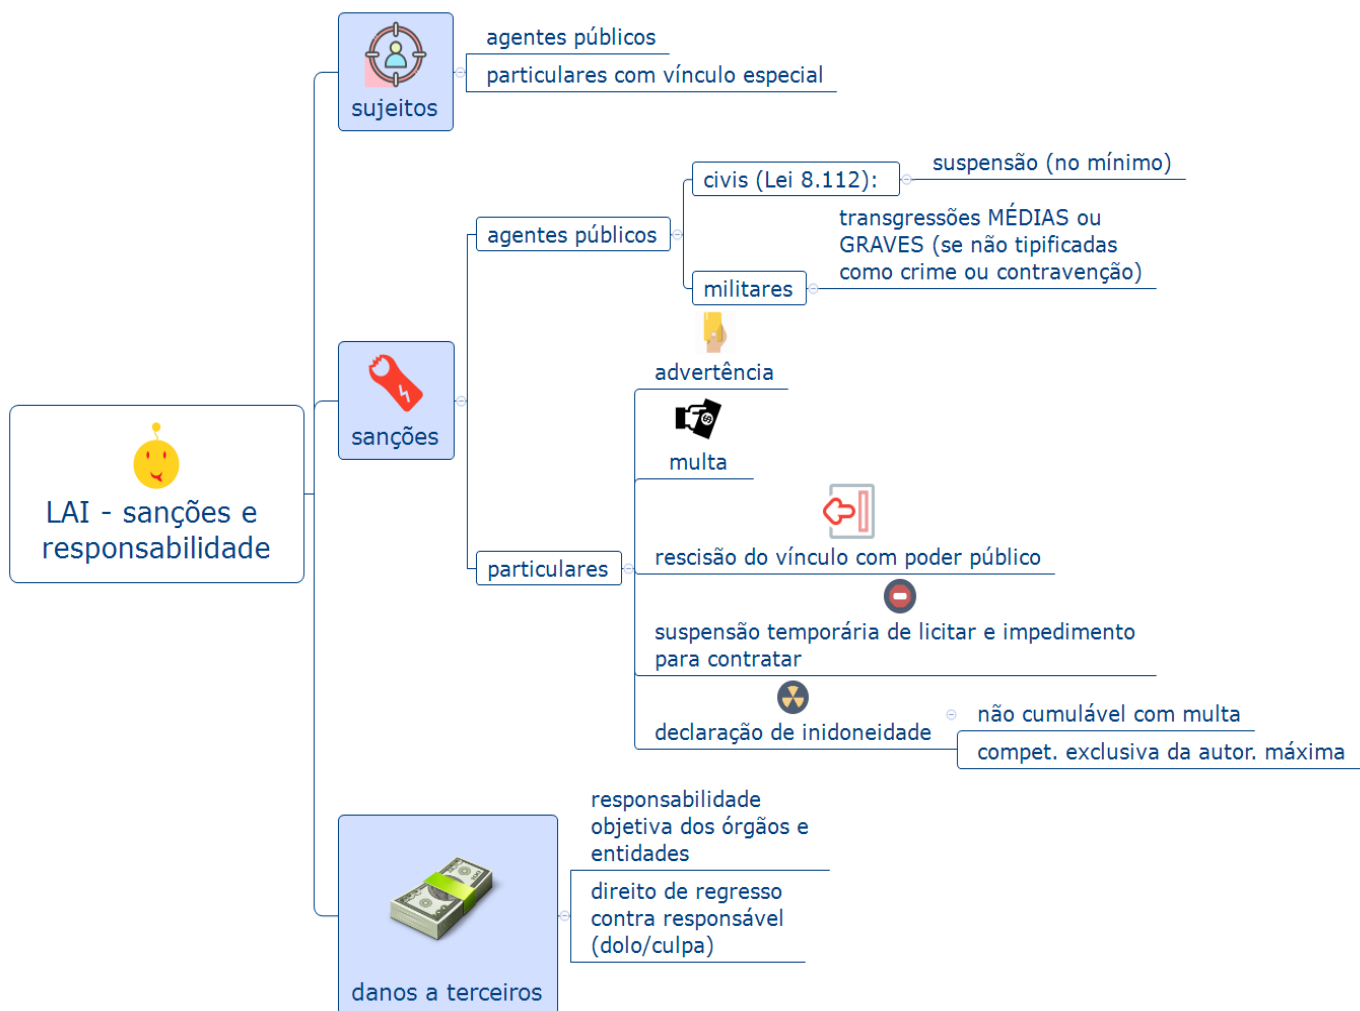 agentes públicos
particulares com vínculo especial
sujeitos
civis (Lei 8.112):
suspensão (no mínimo)
agentes públicos
transgressões MÉDIAS ou
GRAVES (se não tipificadas
como crime ou contravenção)
militares
advertência
sanções
multa
LAI - sanções e
responsabilidade
rescisão do vínculo com poder público
particulares
suspensão temporária de licitar e impedimento
para contratar
declaração de inidoneidade
não cumulável com multa
compet. exclusiva da autor. máxima
responsabilidade
objetiva dos órgãos e
entidades
direito de regresso
contra responsável
(dolo/culpa)
danos a terceiros